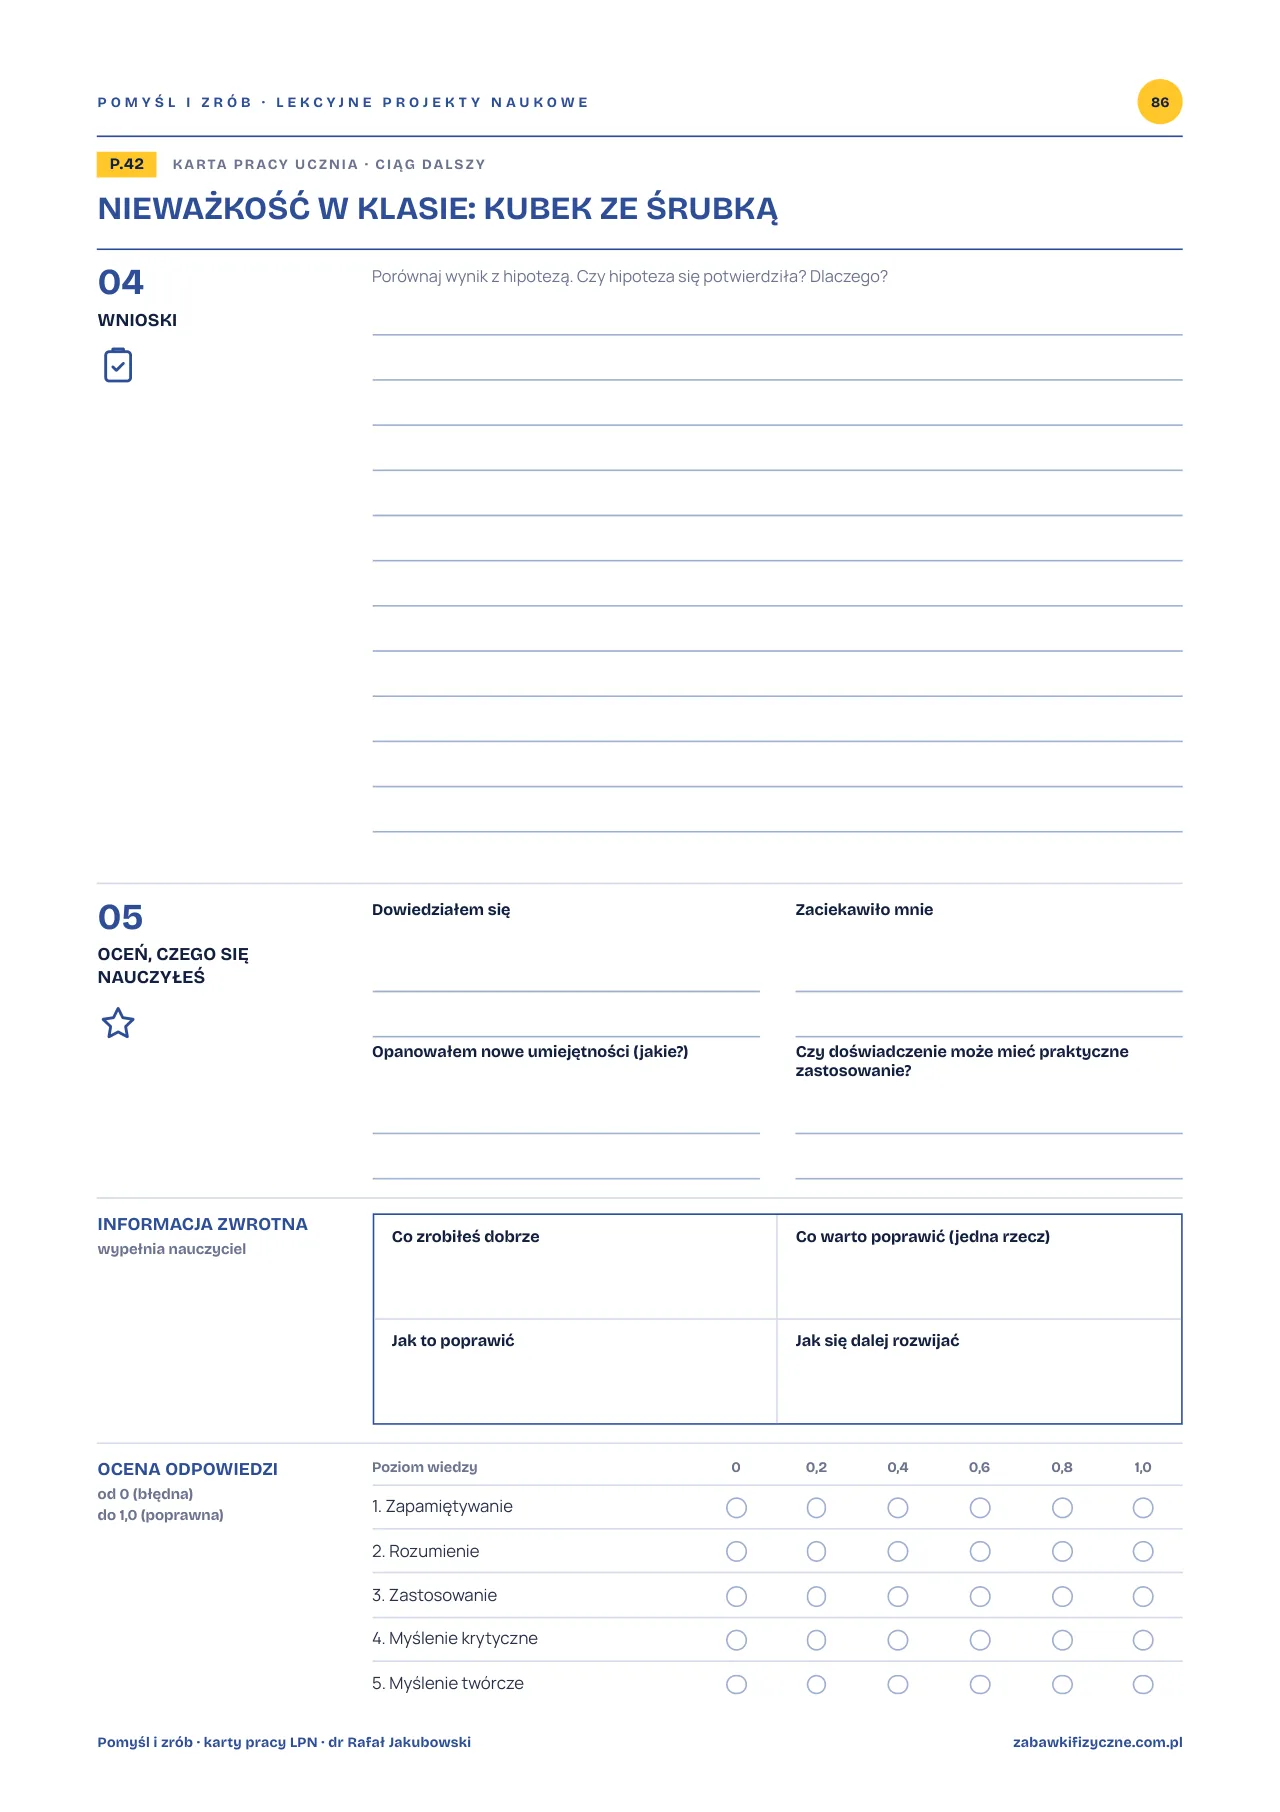 POMYŚL I ZRÓB · LEKCYJNE PROJEKTY NAUKOWE
86
P.42 KARTA PRACY UCZNIA · CIĄG DALSZY
NIEWAŻKOŚĆ W KLASIE: KUBEK ZE ŚRUBKĄ
04
WNIOSKI
Porównaj wynik z hipotezą. Czy hipoteza się potwierdziła? Dlaczego?
05
OCEŃ, CZEGO SIĘ
NAUCZYŁEŚ
Dowiedziałem się
Zaciekawiło mnie
Opanowałem nowe umiejętności (jakie?)
Czy doświadczenie może mieć praktyczne
zastosowanie?
INFORMACJA ZWROTNA
wypełnia nauczyciel
Co zrobiłeś dobrze
Co warto poprawić (jedna rzecz)
Jak to poprawić
Jak się dalej rozwijać
OCENA ODPOWIEDZI
od 0 (błędna)
do 1,0 (poprawna)
Poziom wiedzy 0 0,2 0,4 0,6 0,8 1,0
1. Zapamiętywanie
2. Rozumienie
3. Zastosowanie
4. Myślenie krytyczne
5. Myślenie twórcze
Pomyśl i zrób · karty pracy LPN · dr Rafał Jakubowski
zabawkifizyczne.com.pl